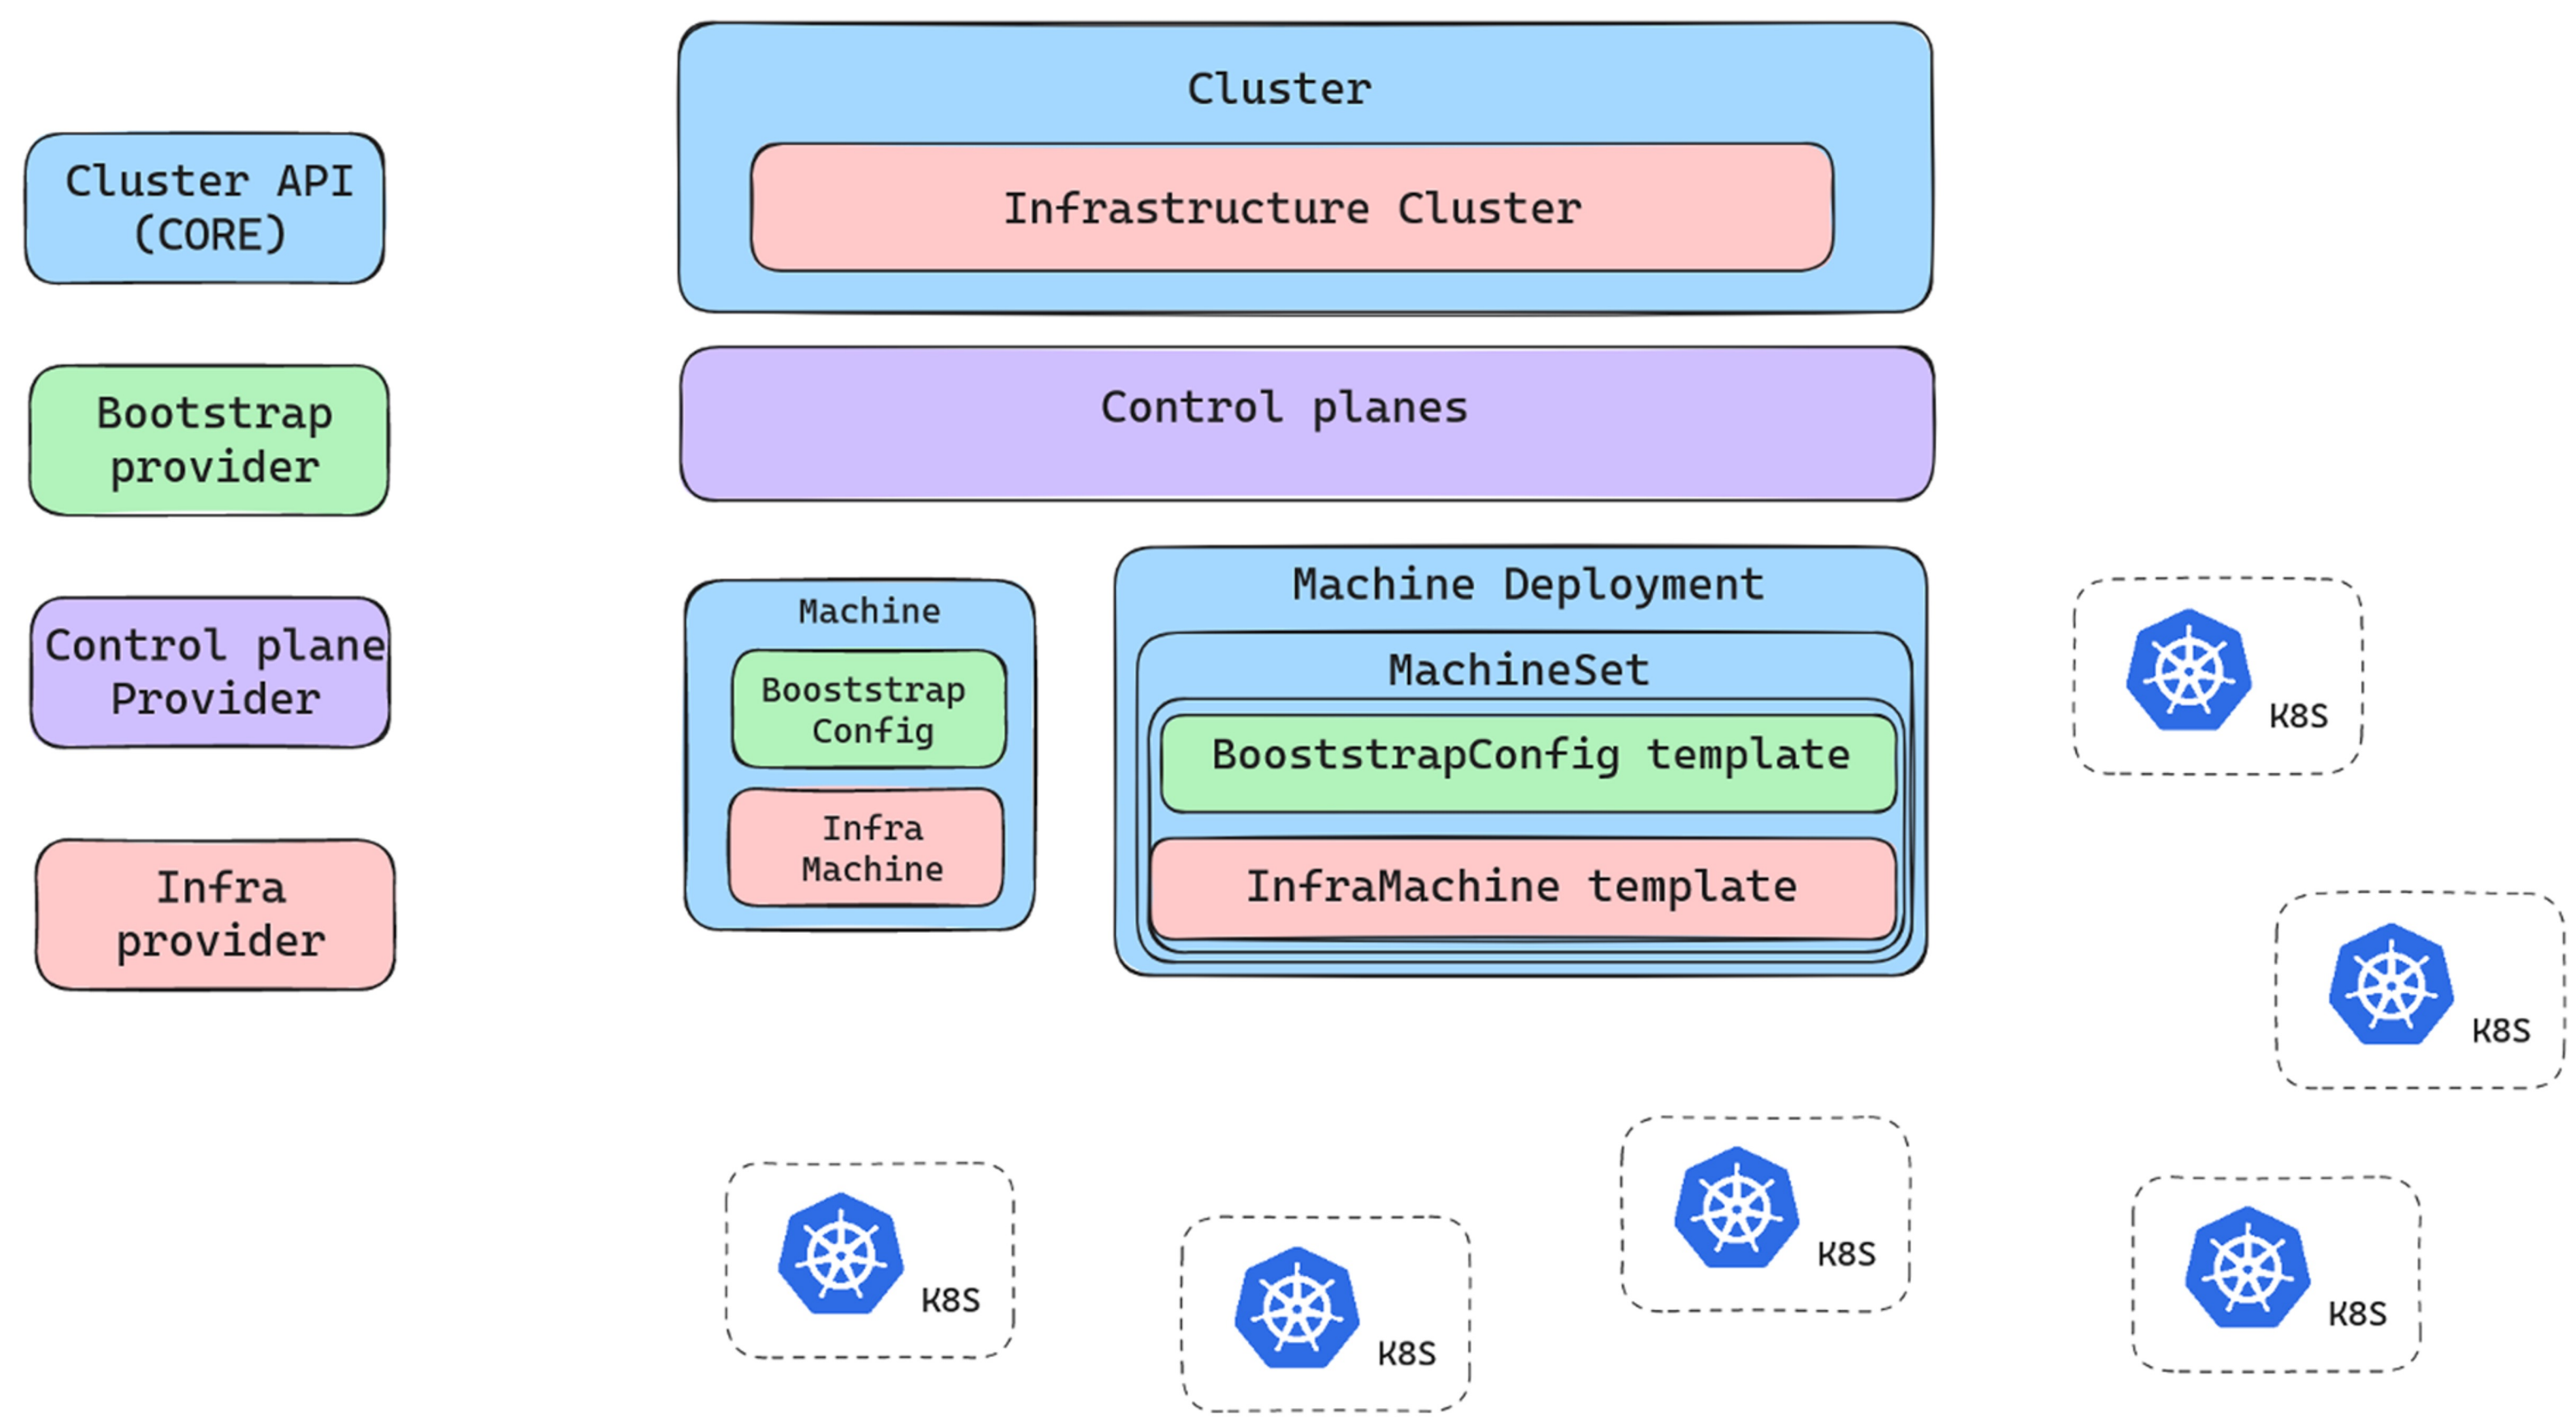 Cluster API
(CORE)
Bootstrap
provider
Control plane
Provider
Infra
provider
Cluster
Infrastructure Cluster
Control planes
Machine
Booststrap
Config
Infra
Machine
Machine Deployment
MachineSet
BooststrapConfig template
InfraMachine template
K8S
K8S
K8S
K8S
K8S
K8S